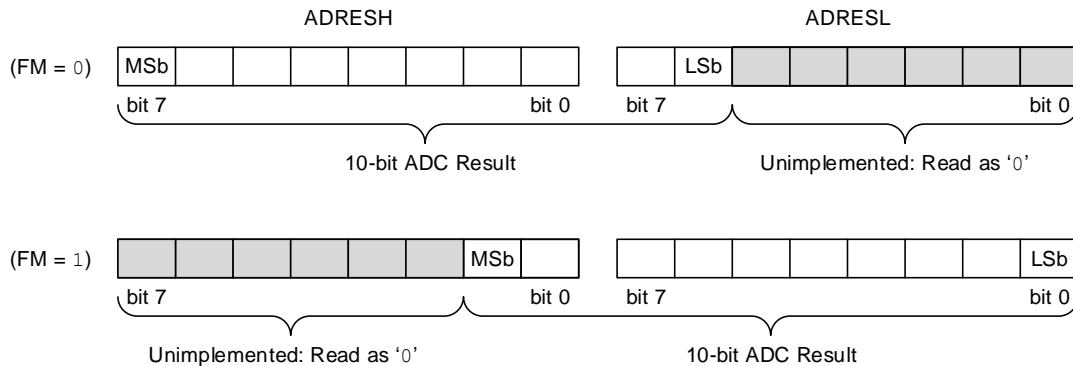 ADRESH ADRESL
(FM = 0) MSb LSb
bit 7 bit 0 bit 7 bit 0
10-bit ADC Result Unimplemented: Read as ‘0’
(FM = 1) MSb LSb
bit 7 bit 0 bit 7 bit 0
Unimplemented: Read as ‘0’ 10-bit ADC Result